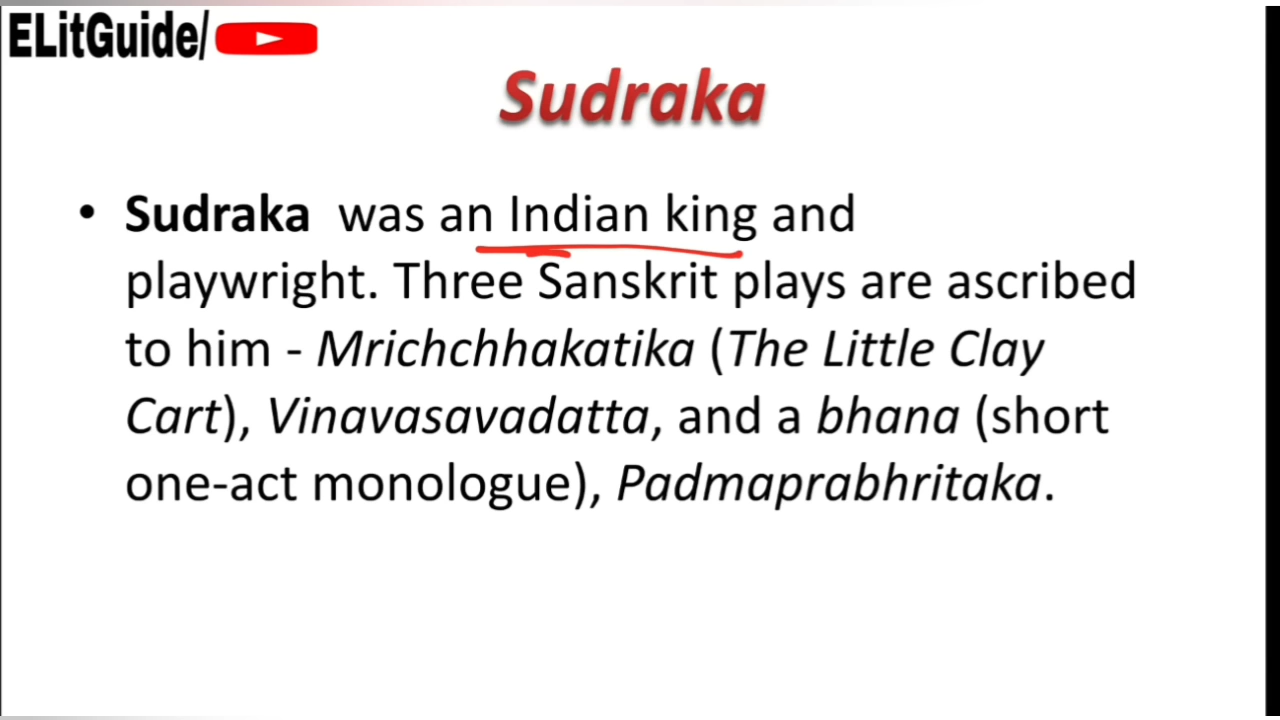 ELitGuide/
Sudraka
• Sudraka was an Indian king and
playwright. Three Sanskrit plays are ascribed
to him - Mrichchhakatika (The Little Clay
Cart), Vinavasavadatta, and a bhana (short
one-act monologue), Padmaprabhritaka.